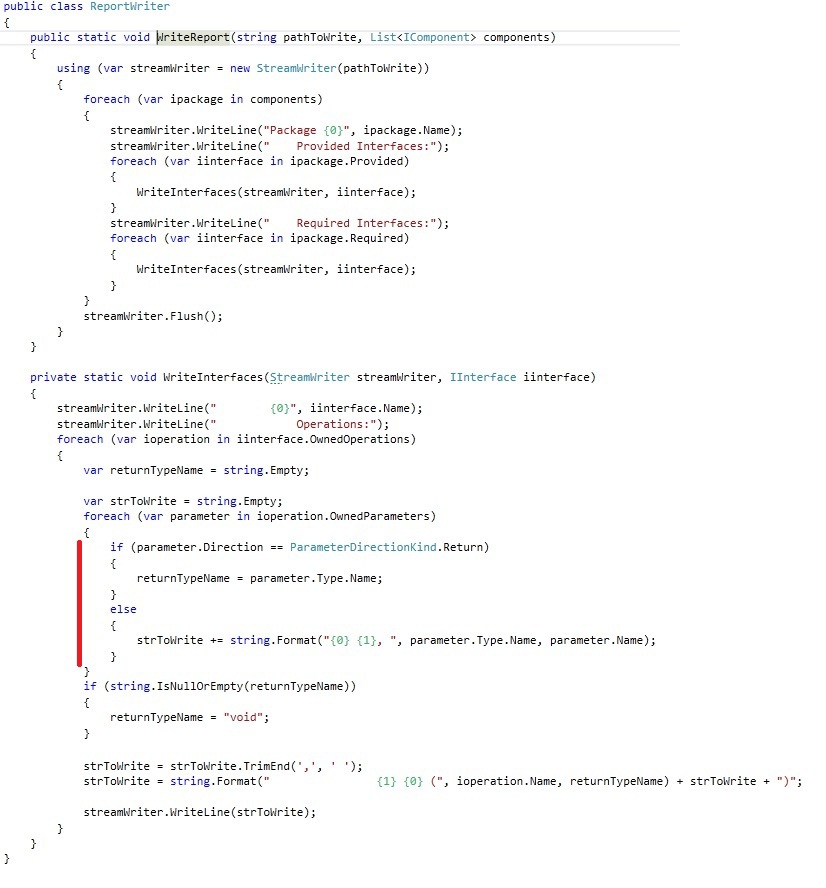 public class ReportWriter
{
    public static void WriteReport(string pathToWrite, List<IComponent> components)
    {
        using (var streamWriter = new StreamWriter(pathToWrite))
        {
            foreach (var ipackage in components)
            {
                streamWriter.WriteLine("Package {0}", ipackage.Name);
                streamWriter.WriteLine("    Provided Interfaces:");
                foreach (var iinterface in ipackage.Provided)
                {
                    WriteInterfaces(streamWriter, iinterface);
                }
                streamWriter.WriteLine("    Required Interfaces:");
                foreach (var iinterface in ipackage.Required)
                {
                    WriteInterfaces(streamWriter, iinterface);
                }
            }
            streamWriter.Flush();
        }
    }

    private static void WriteInterfaces(StreamWriter streamWriter, IInterface iinterface)
    {
        streamWriter.WriteLine("        {0}", iinterface.Name);
        streamWriter.WriteLine("            Operations:");
        foreach (var ioperation in iinterface.OwnedOperations)
        {
            var returnTypeName = string.Empty;

            var strToWrite = string.Empty;
            foreach (var parameter in ioperation.OwnedParameters)
            {
                if (parameter.Direction == ParameterDirectionKind.Return)
                {
                    returnTypeName = parameter.Type.Name;
                }
                else
                {
                    strToWrite += string.Format("{0} {1}, ", parameter.Type.Name, parameter.Name);
                }
            }
            if (string.IsNullOrEmpty(returnTypeName))
            {
                returnTypeName = "void";
            }

            strToWrite = strToWrite.TrimEnd(',', ' ');
            strToWrite = string.Format("                {1} {0} (", ioperation.Name, returnTypeName) + strToWrite + ")";

            streamWriter.WriteLine(strToWrite);
        }
    }
}